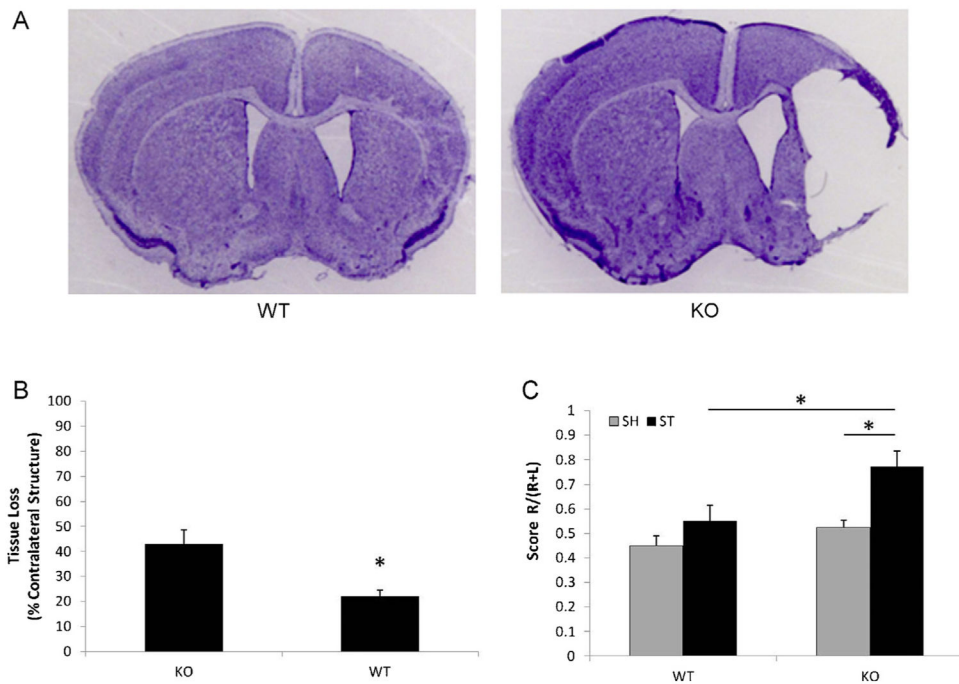 A
WT
KO
B
Tissue Loss
(% Contralateral Structure)
100
90
80
70
60
50
40
30
20
10
0
*
KO
WT
C
Score R/(R+L)
1
0.9
0.8
0.7
0.6
0.5
0.4
0.3
0.2
0.1
0
SH
ST
*
*
WT
KO